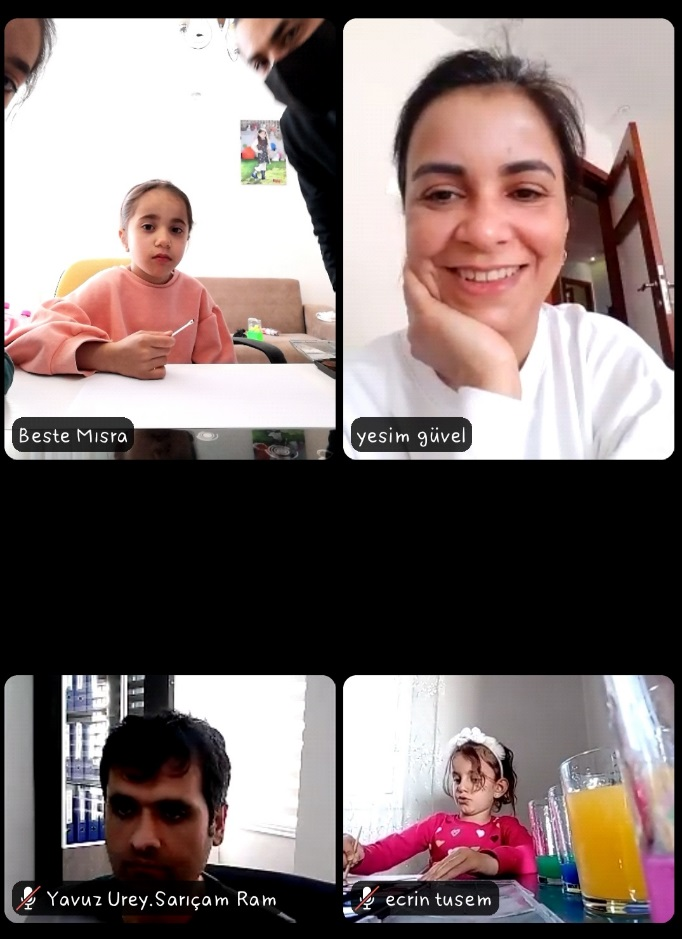 Beste Mısra
yesim güvel
Yavuz Urey.Sarıçam Ram
ecrin tusem